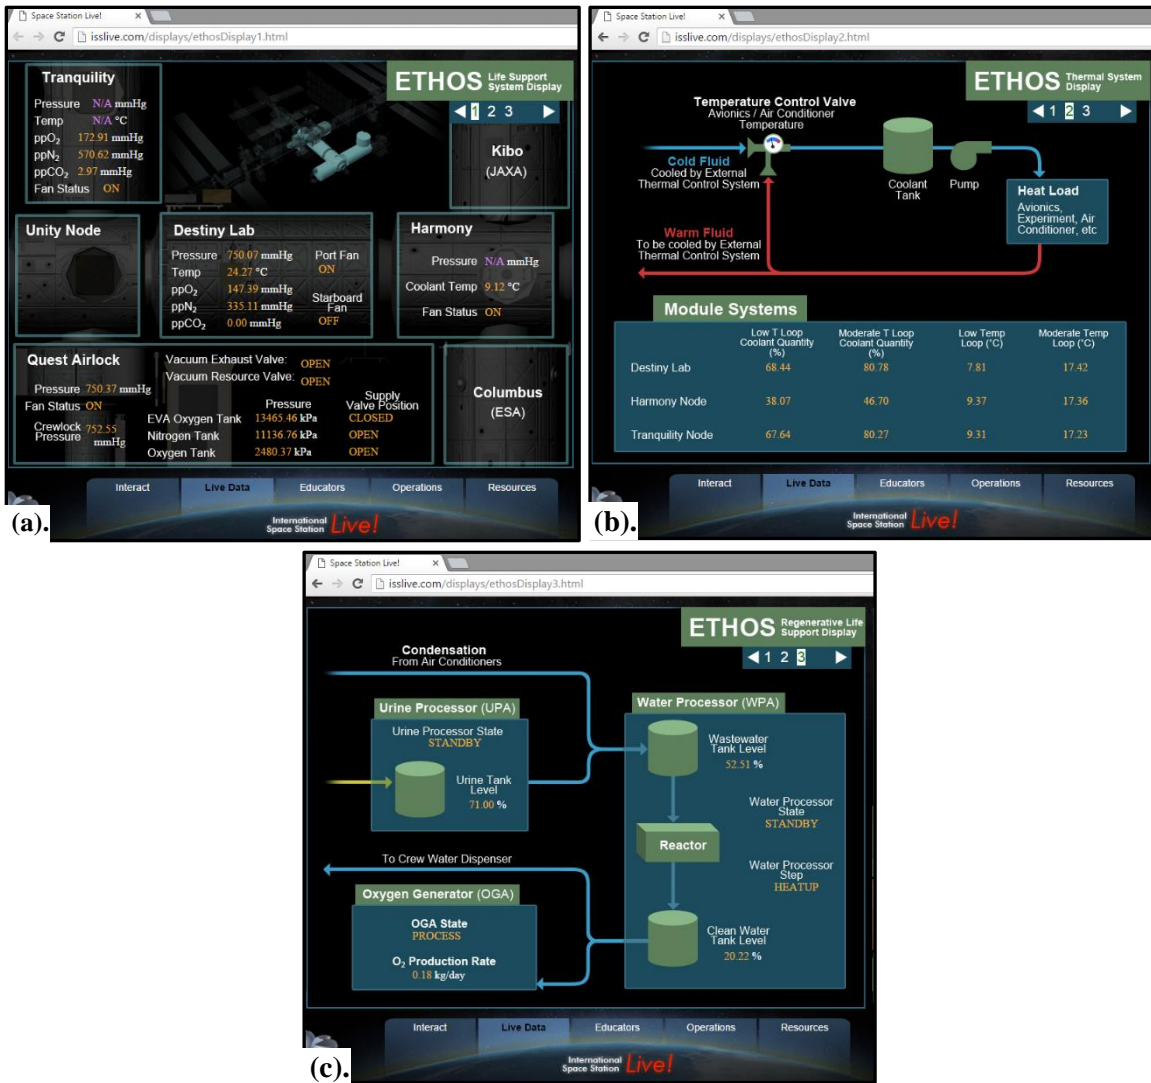 Space Station Live!
isslive.com/displays/ethosDisplay1.html
ETHOS Life Support System Display
1 2 3
Tranquility
Pressure N/A mmHg
Temp N/A °C
ppO₂ 172.91 mmHg
ppN₂ 570.62 mmHg
ppCO₂ 2.97 mmHg
Fan Status ON
Kibo
(JAXA)
Unity Node
Destiny Lab
Pressure 750.07 mmHg
Temp 24.27 °C
ppO₂ 147.39 mmHg
ppN₂ 335.11 mmHg
ppCO₂ 0.00 mmHg
Port Fan
ON
Starboard
Fan
OFF
Harmony
Pressure N/A mmHg
Coolant Temp 9.12 °C
Fan Status ON
Quest Airlock
Pressure 750.37 mmHg
Fan Status ON
Crewlock Pressure 752.55 mmHg
Vacuum Exhaust Valve: OPEN
Vacuum Resource Valve: OPEN
Pressure Supply Valve Position
EVA Oxygen Tank 13465.46 kPa CLOSED
Nitrogen Tank 11136.76 kPa OPEN
Oxygen Tank 2480.37 kPa OPEN
Columbus
(ESA)
Interact Live Data Educators Operations Resources
International Space Station Live!
(a).
Space Station Live!
isslive.com/displays/ethosDisplay2.html
ETHOS Thermal System Display
1 2 3
Temperature Control Valve
Avionics / Air Conditioner
Temperature
Cold Fluid
Cooled by External
Thermal Control System
Coolant
Tank
Pump
Heat Load
Avionics,
Experiment, Air
Conditioner, etc
Warm Fluid
To be cooled by External
Thermal Control System
Module Systems
Low T Loop Coolant Quantity (%) Moderate T Loop Coolant Quantity (%) Low Temp Loop (°C) Moderate Temp Loop (°C)
Destiny Lab 68.44 80.78 7.81 17.42
Harmony Node 38.07 46.70 9.37 17.36
Tranquility Node 67.64 80.27 9.31 17.23
Interact Live Data Educators Operations Resources
International Space Station Live!
(b).
Space Station Live!
isslive.com/displays/ethosDisplay3.html
ETHOS Regenerative Life Support Display
1 2 3
Condensation
From Air Conditioners
Urine Processor (UPA)
Urine Processor State
STANDBY
Urine Tank
Level
71.00 %
Water Processor (WPA)
Wastewater
Tank Level
52.51 %
Water Processor
State
STANDBY
Reactor
Water Processor
Step
HEATUP
Clean Water
Tank Level
20.22 %
To Crew Water Dispenser
Oxygen Generator (OGA)
OGA State
PROCESS
O₂ Production Rate
0.18 kg/day
Interact Live Data Educators Operations Resources
International Space Station Live!
(c).